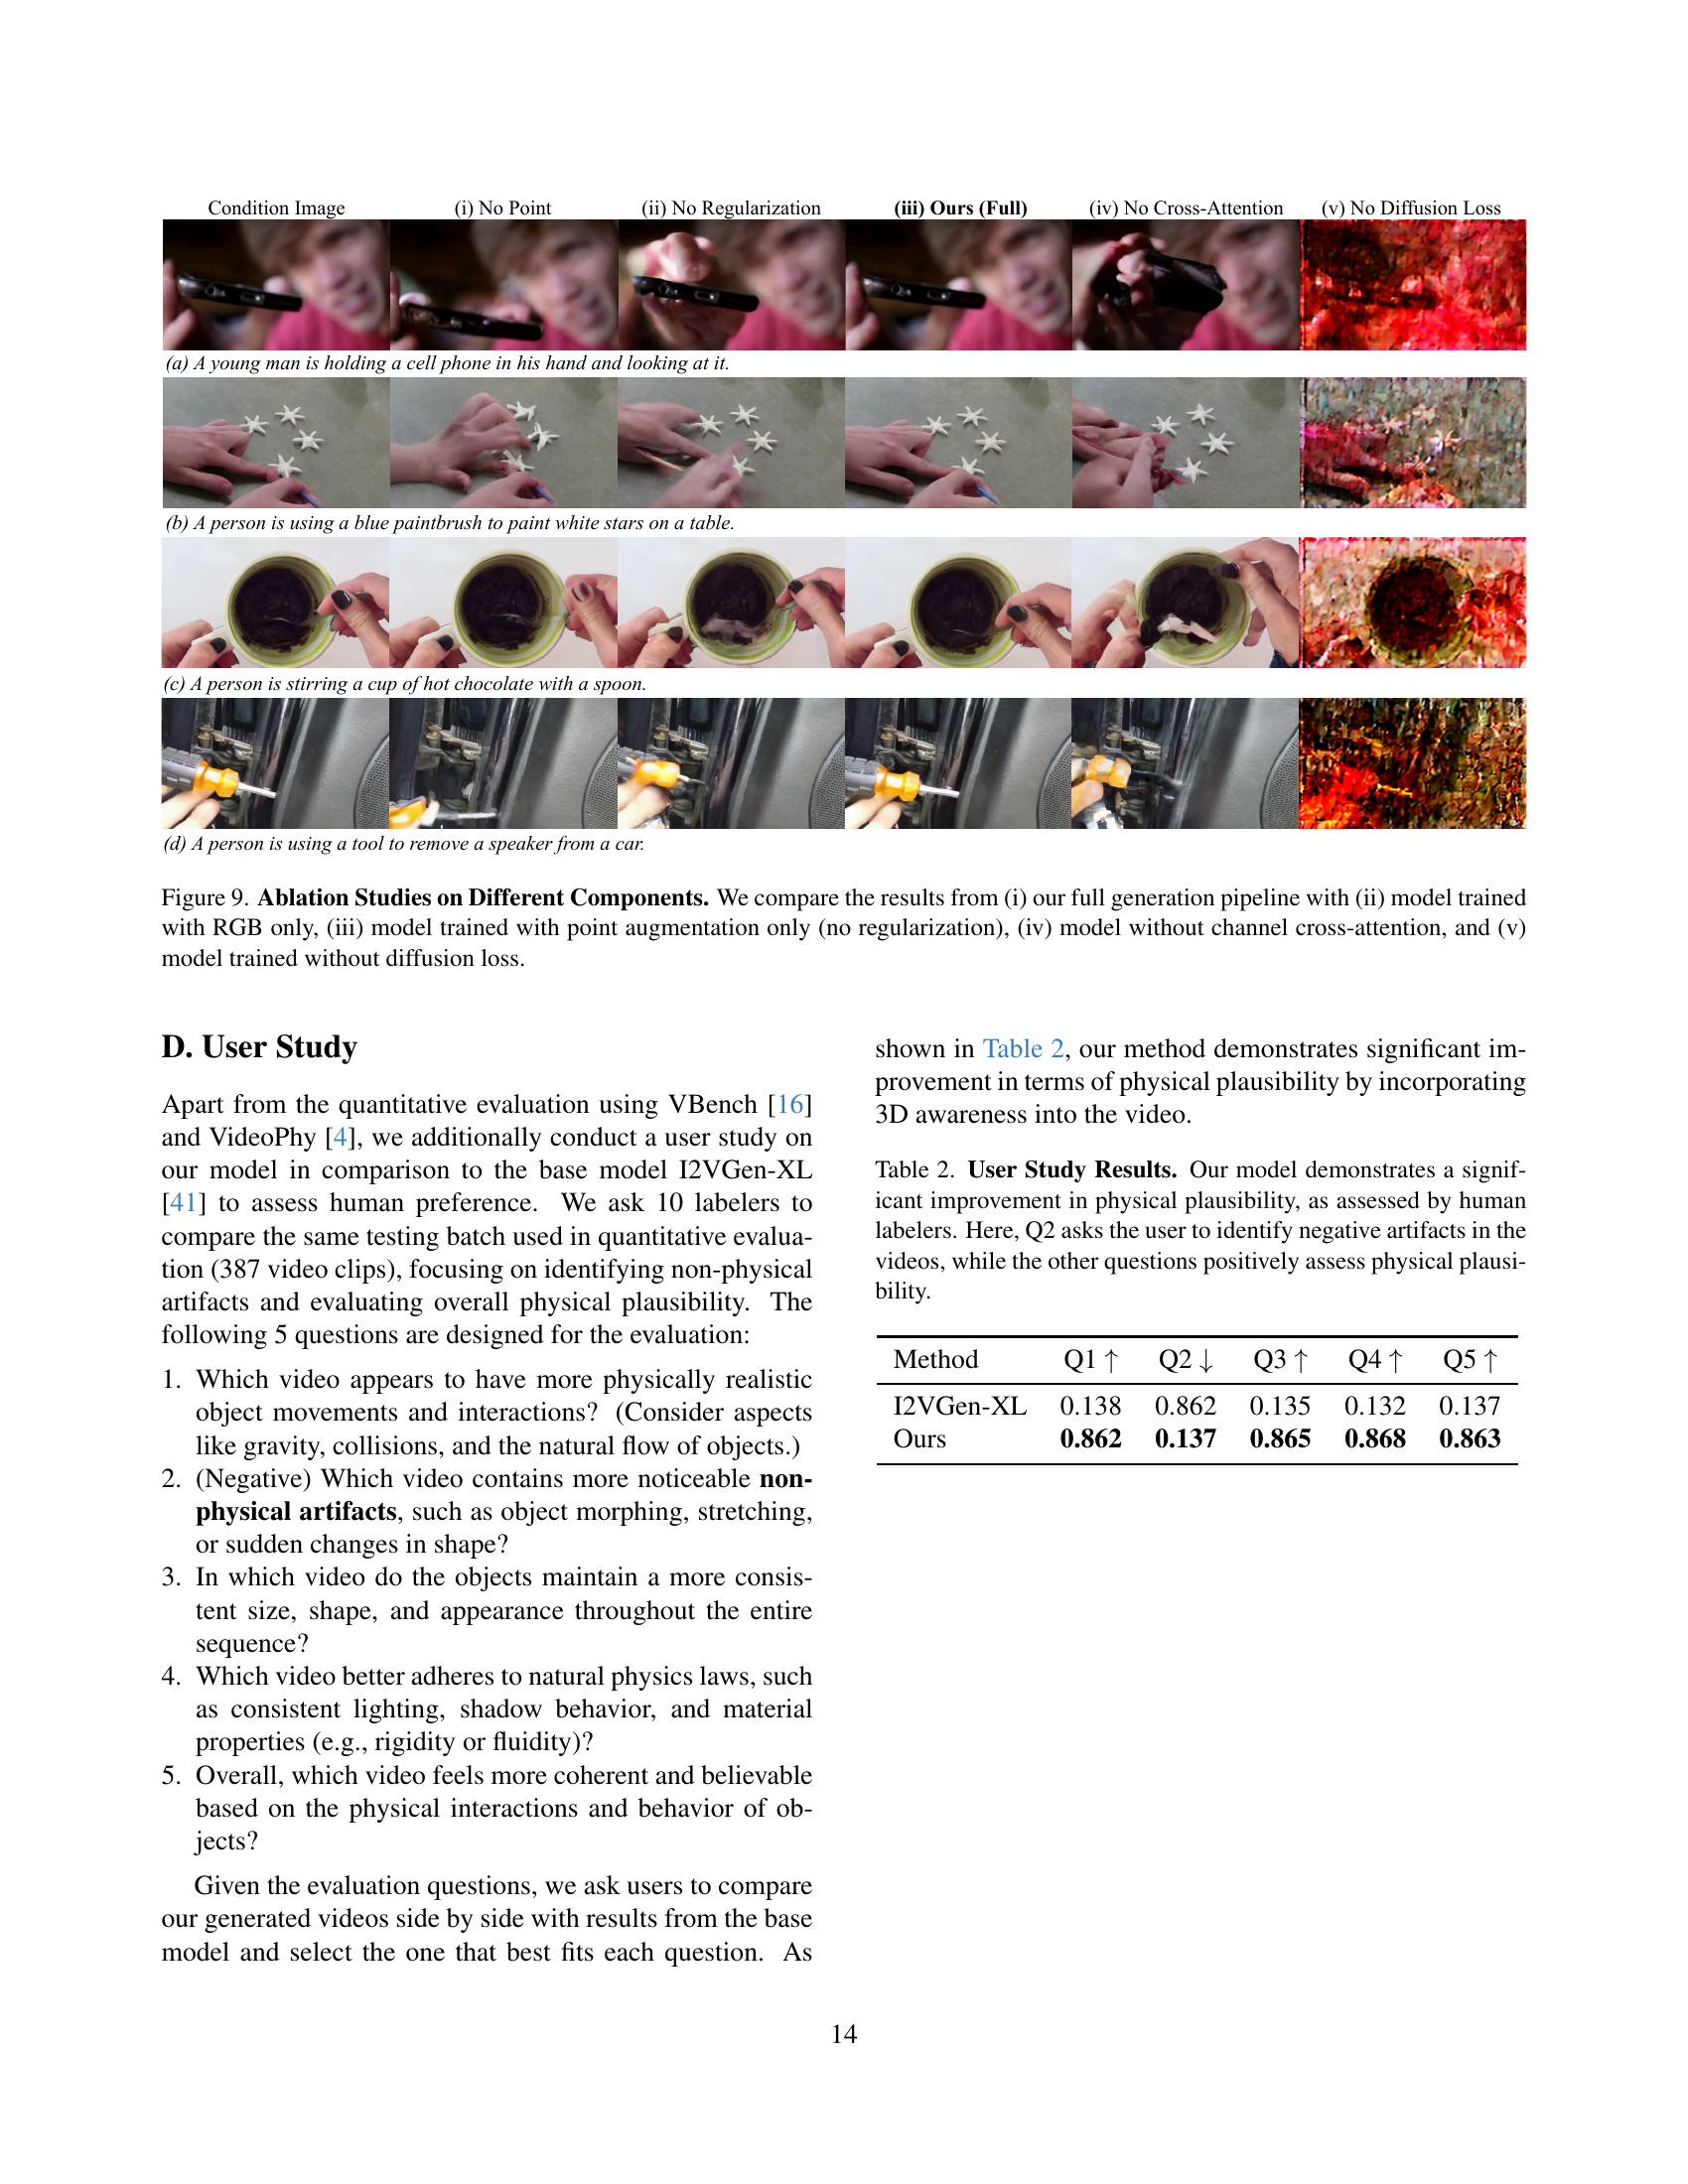 Condition Image (i) No Point (ii) No Regularization (iii) Ours (Full) (iv) No Cross-Attention (v) No Diffusion Loss
(a) A young man is holding a cell phone in his hand and looking at it.
(b) A person is using a blue paintbrush to paint white stars on a table.
(c) A person is stirring a cup of hot chocolate with a spoon.
(d) A person is using a tool to remove a speaker from a car.
Figure 9. Ablation Studies on Different Components. We compare the results from (i) our full generation pipeline with (ii) model trained
with RGB only, (iii) model trained with point augmentation only (no regularization), (iv) model without channel cross-attention, and (v)
model trained without diffusion loss.
D. User Study
Apart from the quantitative evaluation using VBench [16]
and VideoPhy [4], we additionally conduct a user study on
our model in comparison to the base model I2VGen-XL
[41] to assess human preference. We ask 10 labelers to
compare the same testing batch used in quantitative evalua-
tion (387 video clips), focusing on identifying non-physical
artifacts and evaluating overall physical plausibility. The
following 5 questions are designed for the evaluation:
1. Which video appears to have more physically realistic
object movements and interactions? (Consider aspects
like gravity, collisions, and the natural flow of objects.)
2. (Negative) Which video contains more noticeable non-
physical artifacts, such as object morphing, stretching,
or sudden changes in shape?
3. In which video do the objects maintain a more consis-
tent size, shape, and appearance throughout the entire
sequence?
4. Which video better adheres to natural physics laws, such
as consistent lighting, shadow behavior, and material
properties (e.g., rigidity or fluidity)?
5. Overall, which video feels more coherent and believable
based on the physical interactions and behavior of ob-
jects?
Given the evaluation questions, we ask users to compare
our generated videos side by side with results from the base
model and select the one that best fits each question. As
shown in Table 2, our method demonstrates significant im-
provement in terms of physical plausibility by incorporating
3D awareness into the video.
Table 2. User Study Results. Our model demonstrates a signif-
icant improvement in physical plausibility, as assessed by human
labelers. Here, Q2 asks the user to identify negative artifacts in the
videos, while the other questions positively assess physical plausi-
bility.
Method Q1 ↑ Q2 ↓ Q3 ↑ Q4 ↑ Q5 ↑
I2VGen-XL 0.138 0.862 0.135 0.132 0.137
Ours 0.862 0.137 0.865 0.868 0.863
14